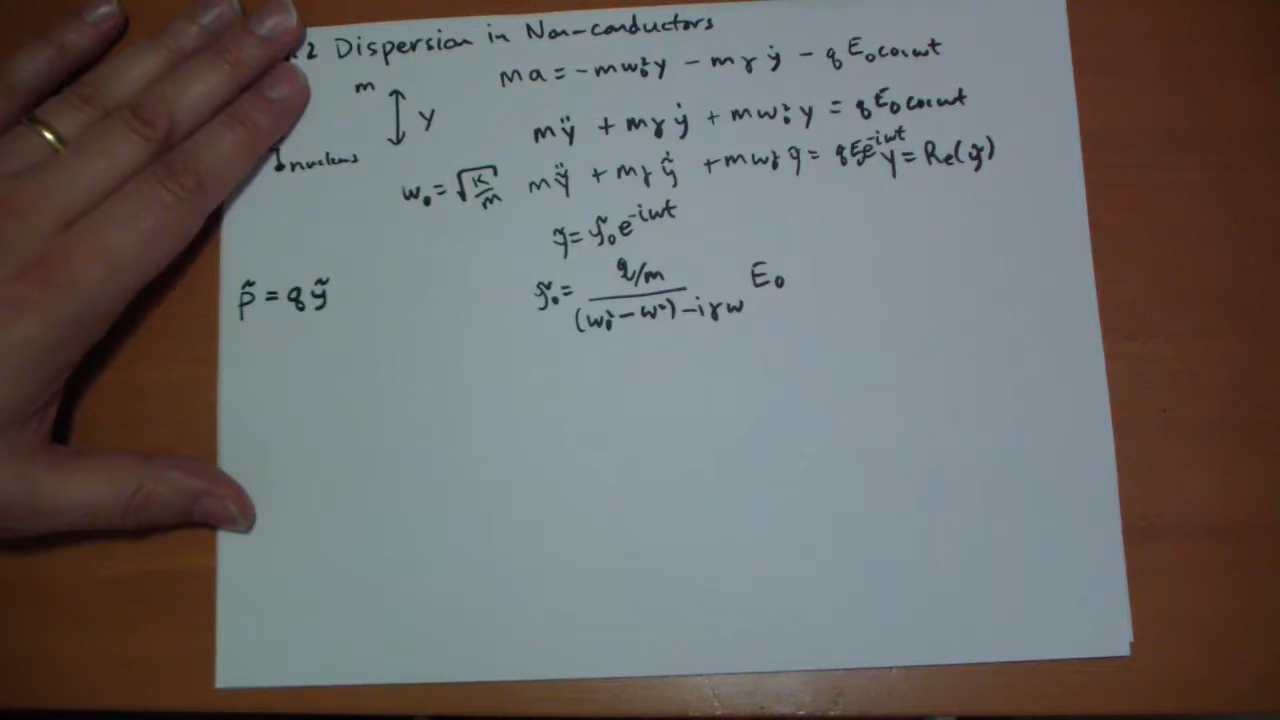 .2 Dispersion in Non-conductors
ma = -mω₀²y - mγẏ - qE₀cosωt
m
y
mÿ + mγẏ + mω₀²y = qE₀cosωt
nucleus
ω₀ = √(K/m) mỹ̈ + mγỹ̇ + mω₀²ỹ = qE₀e^-iωt y = Re(ỹ)
ỹ = ỹ₀e^-iωt
p̃ = qỹ
ỹ₀ = (q/m)/((ω₀² - ω²) - iγω) E₀